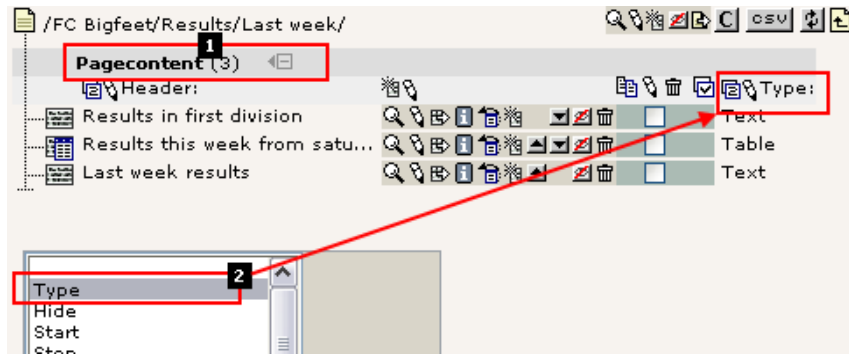 /FC Bigfeet/Results/Last week/ C csv
1
Pagecontent (3)
Header: Type:
Results in first division Text
Results this week from satu... Table
Last week results Text
2
Type
Hide
Start
Stop